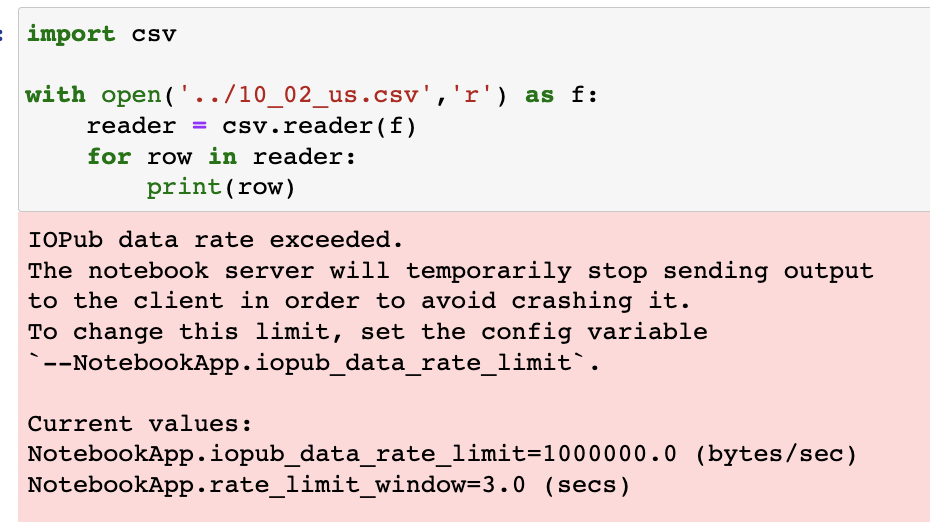 :
import csv
with open('../10_02_us.csv','r') as f:
    reader = csv.reader(f)
    for row in reader:
        print(row)
IOPub data rate exceeded.
The notebook server will temporarily stop sending output
to the client in order to avoid crashing it.
To change this limit, set the config variable
`--NotebookApp.iopub_data_rate_limit`.
Current values:
NotebookApp.iopub_data_rate_limit=1000000.0 (bytes/sec)
NotebookApp.rate_limit_window=3.0 (secs)